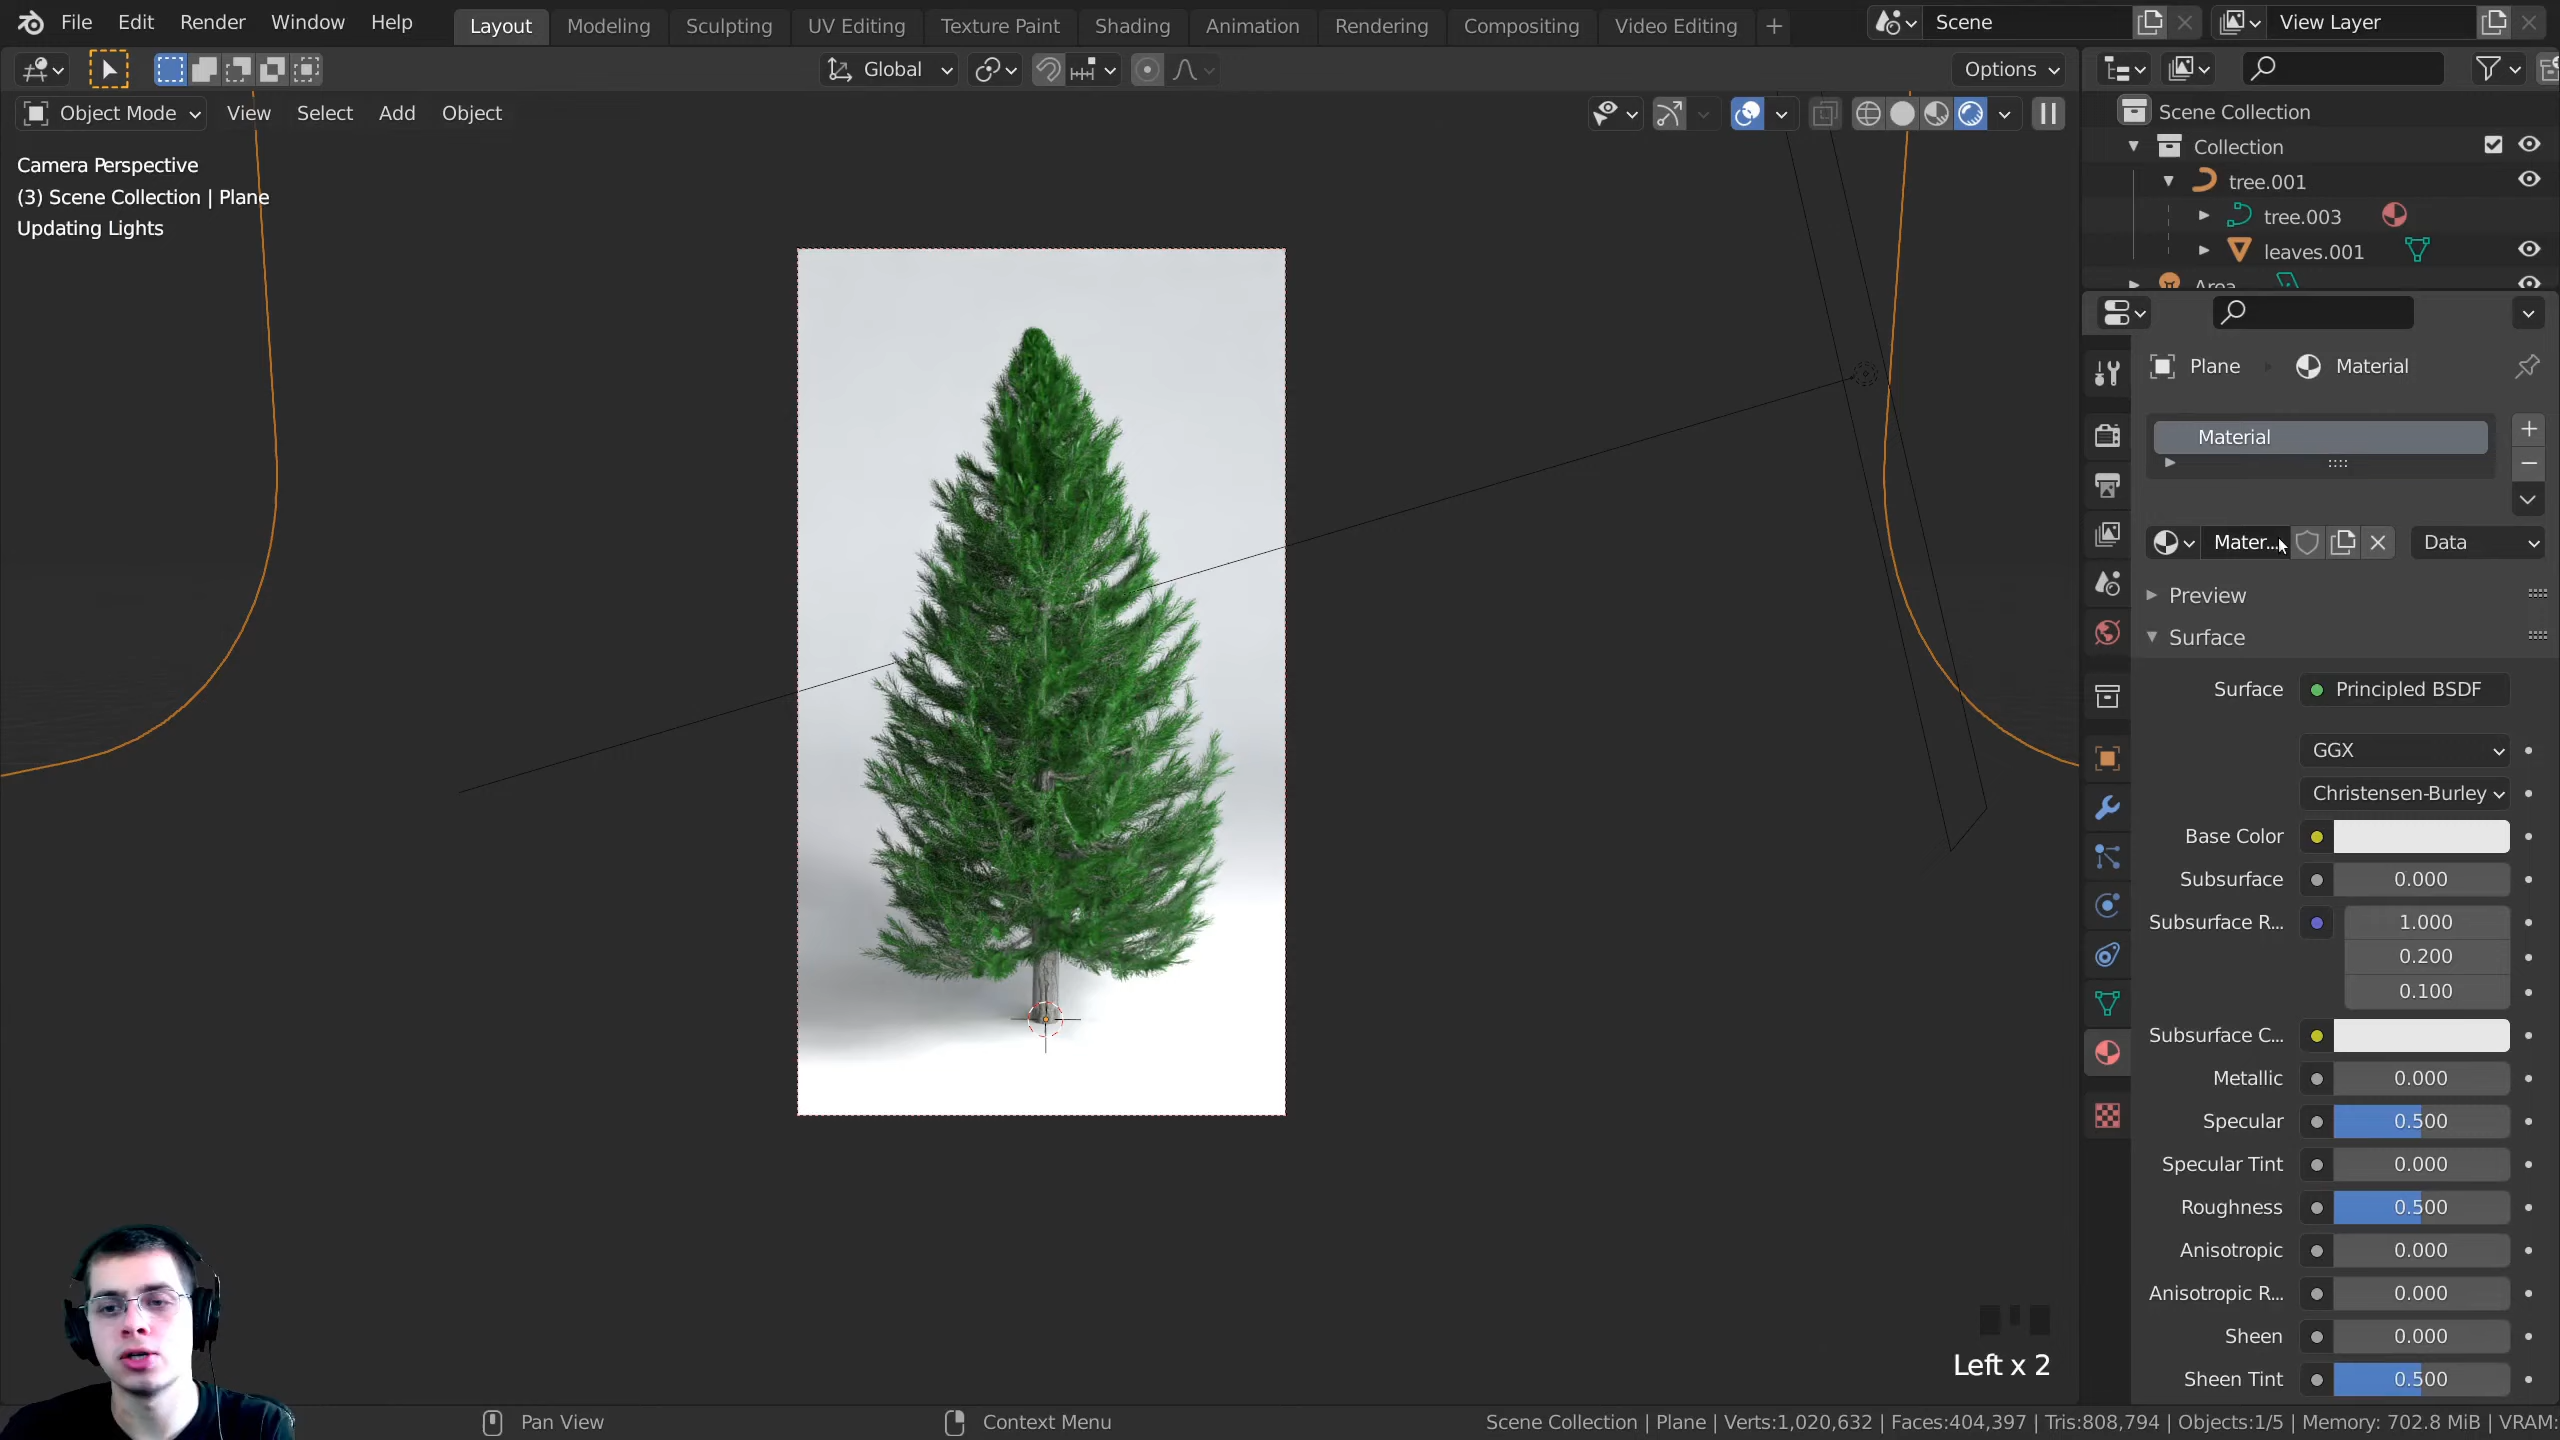 File Edit Render Window Help
Layout Modeling Sculpting UV Editing Texture Paint Shading Animation Rendering Compositing Video Editing +
Scene
View Layer
Global
Options
Object Mode View Select Add Object
Camera Perspective
(3) Scene Collection | Plane
Updating Lights
Scene Collection
Collection
tree.001
tree.003
leaves.001
Area
Plane Material
Material
Mater... Data
Preview
Surface
Surface Principled BSDF
GGX
Christensen-Burley
Base Color
Subsurface 0.000
Subsurface R... 1.000
0.200
0.100
Subsurface C...
Metallic 0.000
Specular 0.500
Specular Tint 0.000
Roughness 0.500
Anisotropic 0.000
Anisotropic R... 0.000
Sheen 0.000
Sheen Tint 0.500
Left x 2
Pan View
Context Menu
Scene Collection | Plane | Verts:1,020,632 | Faces:404,397 | Tris:808,794 | Objects:1/5 | Memory: 702.8 MiB | VRAM: